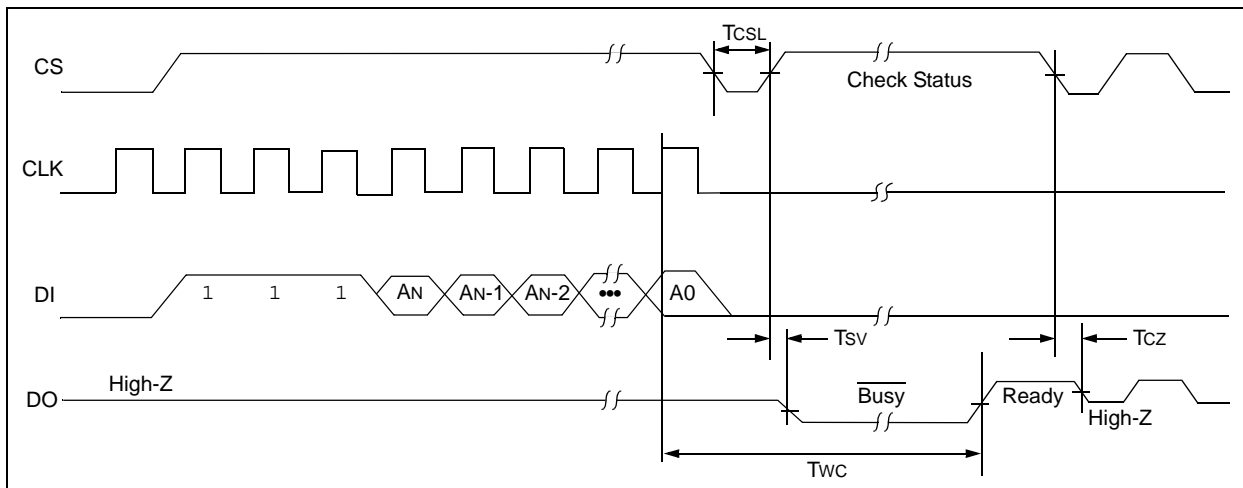 TCSL
CS
Check Status
CLK
DI
1 1 1 AN AN-1 AN-2 ••• A0
TSV
TCZ
High-Z
DO
Busy
Ready
High-Z
TWC